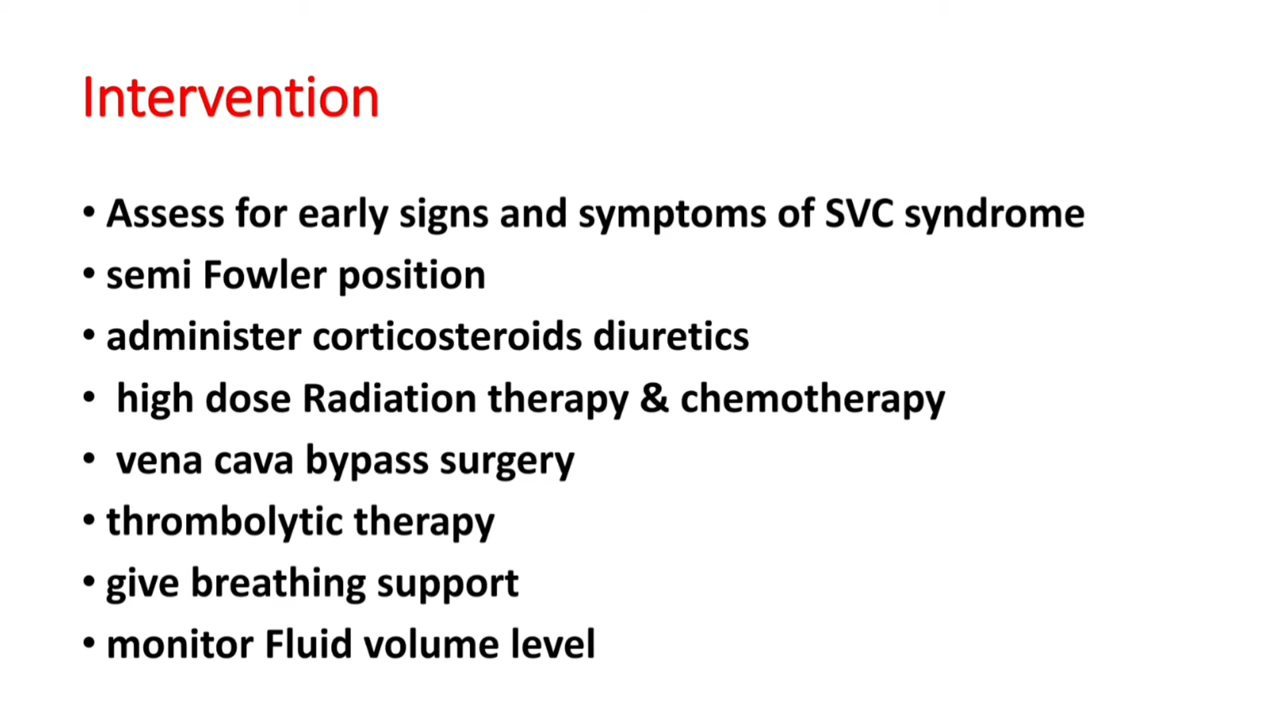 Intervention
• Assess for early signs and symptoms of SVC syndrome
• semi Fowler position
• administer corticosteroids diuretics
• high dose Radiation therapy & chemotherapy
• vena cava bypass surgery
• thrombolytic therapy
• give breathing support
• monitor Fluid volume level